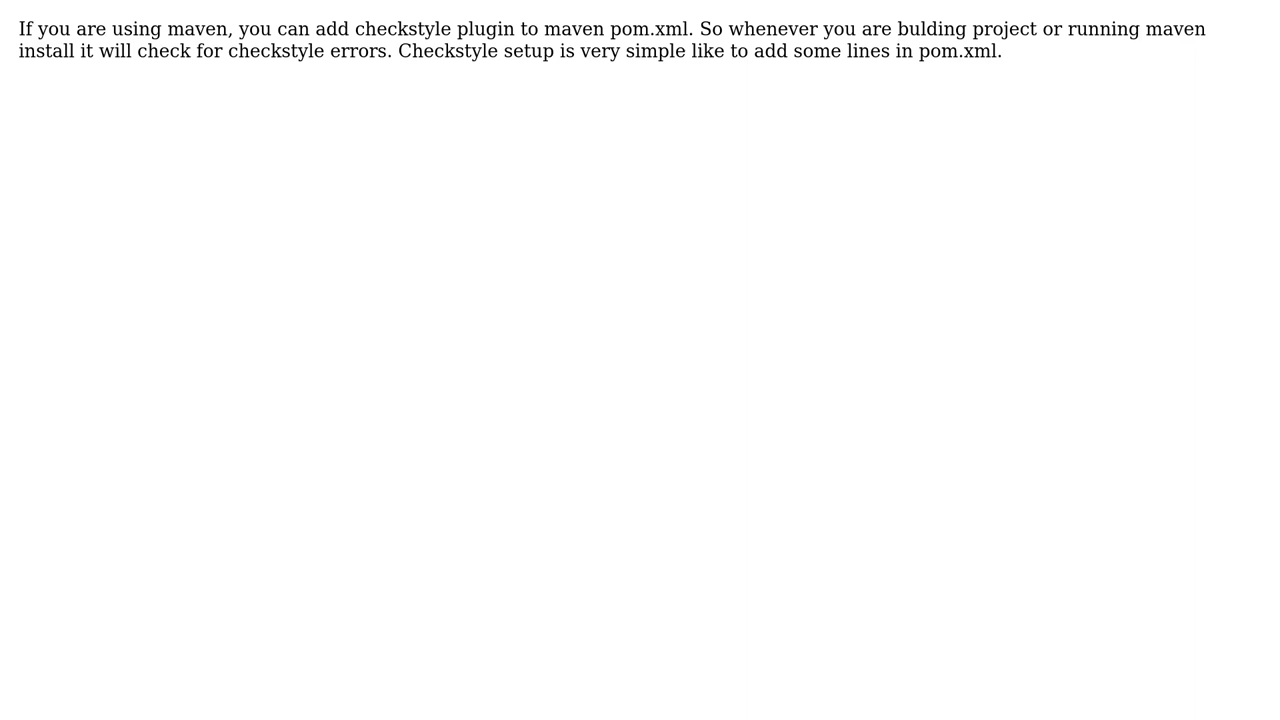 If you are using maven, you can add checkstyle plugin to maven pom.xml. So whenever you are bulding project or running maven
install it will check for checkstyle errors. Checkstyle setup is very simple like to add some lines in pom.xml.